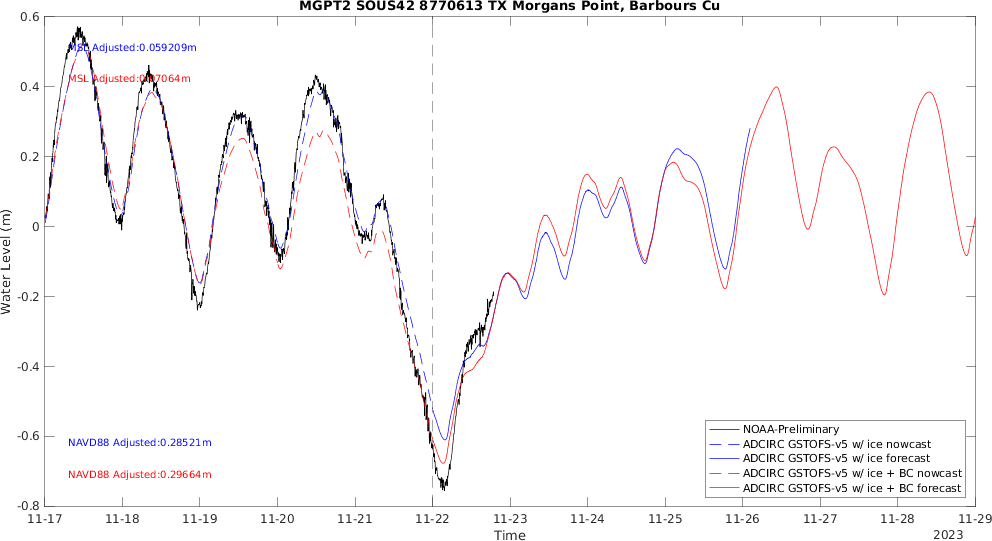 MGPT2 SOUS42 8770613 TX Morgans Point, Barbours Cu
Water Level (m)
0.6
0.4
0.2
0
-0.2
-0.4
-0.6
-0.8
MSL Adjusted:0.059209m
MSL Adjusted:0.07064m
NAVD88 Adjusted:0.28521m
NAVD88 Adjusted:0.29664m
NOAA-Preliminary
ADCIRC GSTOFS-v5 w/ ice nowcast
ADCIRC GSTOFS-v5 w/ ice forecast
ADCIRC GSTOFS-v5 w/ ice + BC nowcast
ADCIRC GSTOFS-v5 w/ ice + BC forecast
11-17 11-18 11-19 11-20 11-21 11-22 11-23 11-24 11-25 11-26 11-27 11-28 11-29
Time
2023